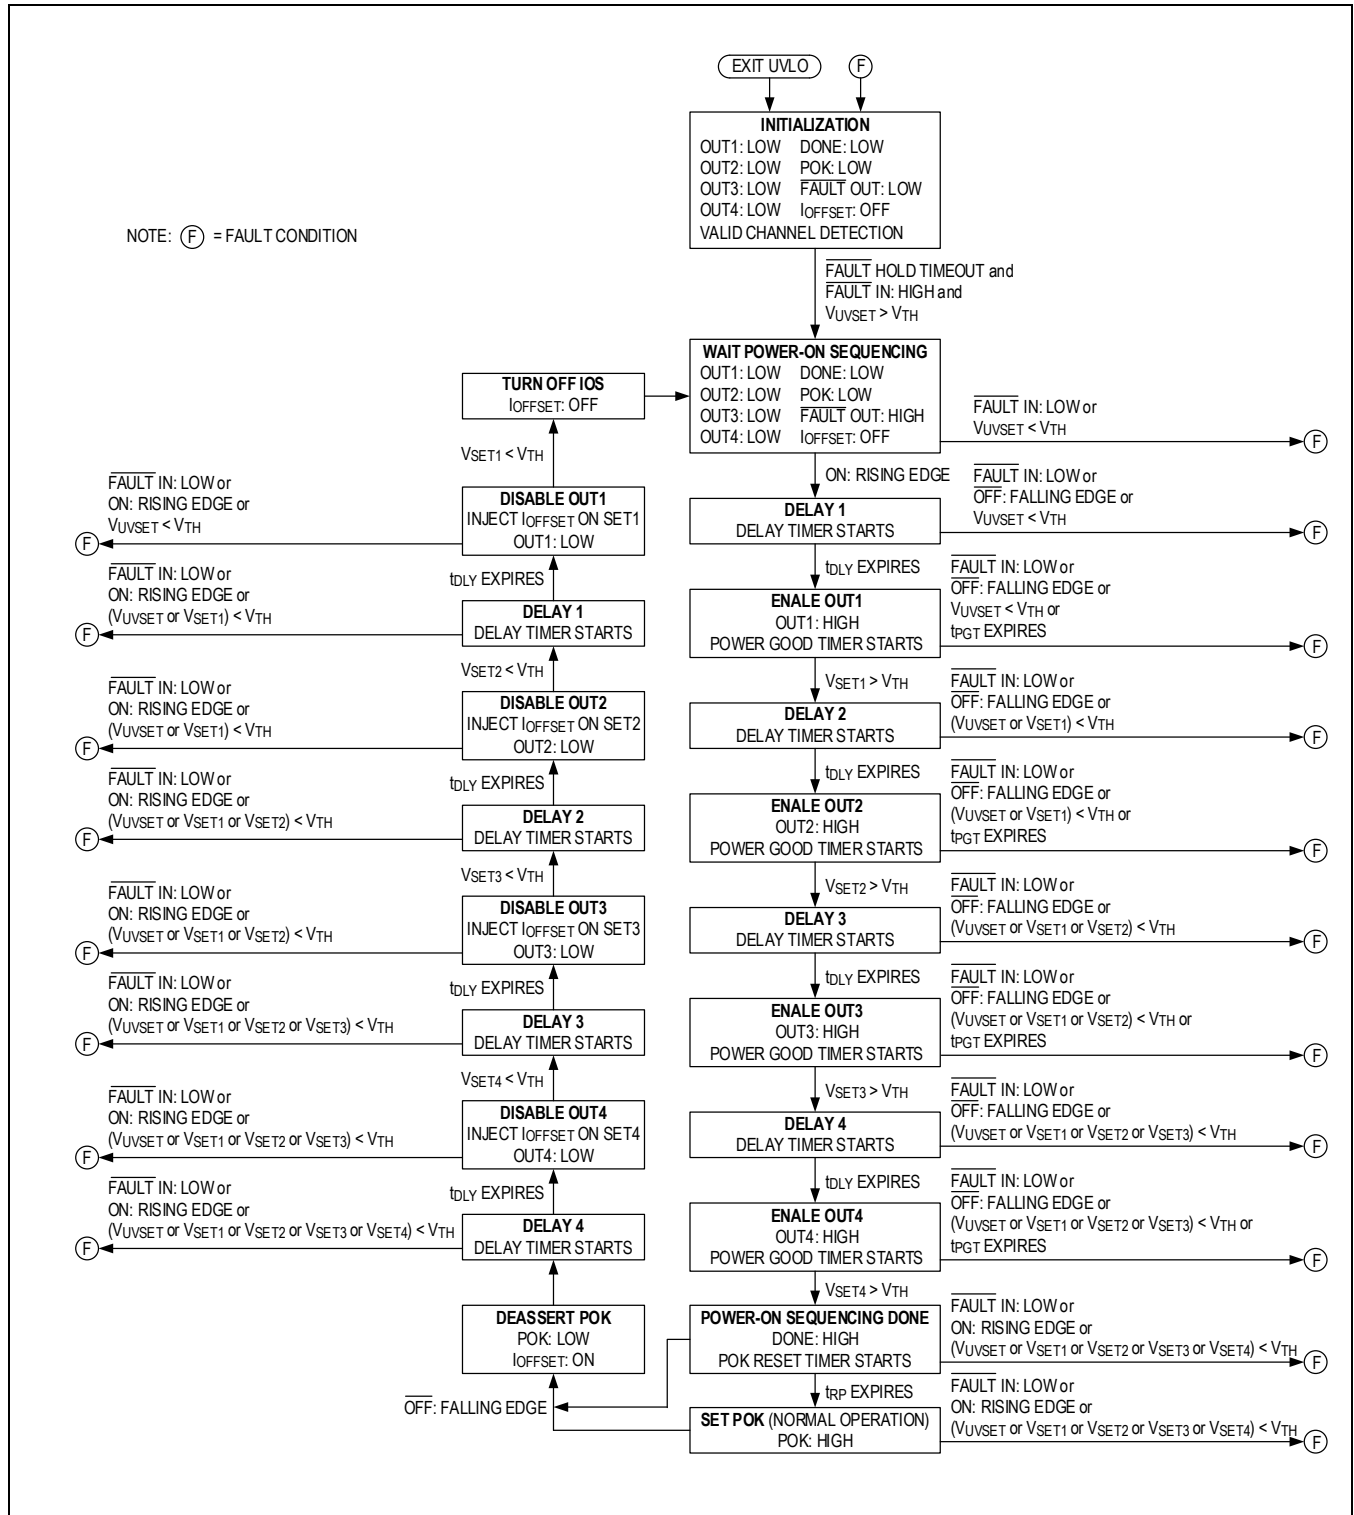 EXIT UVLO
F
INITIALIZATION
OUT1: LOW DONE: LOW
OUT2: LOW POK: LOW
OUT3: LOW FAULT OUT: LOW
OUT4: LOW IOFFSET: OFF
VALID CHANNEL DETECTION
NOTE: F = FAULT CONDITION
FAULT HOLD TIMEOUT and
FAULT IN: HIGH and
VUVSET > VTH
WAIT POWER-ON SEQUENCING
OUT1: LOW DONE: LOW
OUT2: LOW POK: LOW
OUT3: LOW FAULT OUT: HIGH
OUT4: LOW IOFFSET: OFF
FAULT IN: LOW or
VUVSET < VTH
F
ON: RISING EDGE
DELAY 1
DELAY TIMER STARTS
FAULT IN: LOW or
OFF: FALLING EDGE or
VUVSET < VTH
F
tDLY EXPIRES
ENALE OUT1
OUT1: HIGH
POWER GOOD TIMER STARTS
FAULT IN: LOW or
OFF: FALLING EDGE or
VUVSET < VTH or
tPGT EXPIRES
F
VSET1 > VTH
DELAY 2
DELAY TIMER STARTS
FAULT IN: LOW or
OFF: FALLING EDGE or
(VUVSET or VSET1) < VTH
F
tDLY EXPIRES
ENALE OUT2
OUT2: HIGH
POWER GOOD TIMER STARTS
FAULT IN: LOW or
OFF: FALLING EDGE or
(VUVSET or VSET1) < VTH or
tPGT EXPIRES
F
VSET2 > VTH
DELAY 3
DELAY TIMER STARTS
FAULT IN: LOW or
OFF: FALLING EDGE or
(VUVSET or VSET1 or VSET2) < VTH
F
tDLY EXPIRES
ENALE OUT3
OUT3: HIGH
POWER GOOD TIMER STARTS
FAULT IN: LOW or
OFF: FALLING EDGE or
(VUVSET or VSET1 or VSET2) < VTH or
tPGT EXPIRES
F
VSET3 > VTH
DELAY 4
DELAY TIMER STARTS
FAULT IN: LOW or
OFF: FALLING EDGE or
(VUVSET or VSET1 or VSET2 or VSET3) < VTH
F
tDLY EXPIRES
ENALE OUT4
OUT4: HIGH
POWER GOOD TIMER STARTS
FAULT IN: LOW or
OFF: FALLING EDGE or
(VUVSET or VSET1 or VSET2 or VSET3) < VTH or
tPGT EXPIRES
F
VSET4 > VTH
POWER-ON SEQUENCING DONE
DONE: HIGH
POK RESET TIMER STARTS
FAULT IN: LOW or
ON: RISING EDGE or
(VUVSET or VSET1 or VSET2 or VSET3 or VSET4) < VTH
F
tRP EXPIRES
SET POK (NORMAL OPERATION)
POK: HIGH
FAULT IN: LOW or
ON: RISING EDGE or
(VUVSET or VSET1 or VSET2 or VSET3 or VSET4) < VTH
F
OFF: FALLING EDGE
DEASSERT POK
POK: LOW
IOFFSET: ON
DELAY 4
DELAY TIMER STARTS
FAULT IN: LOW or
ON: RISING EDGE or
(VUVSET or VSET1 or VSET2 or VSET3 or VSET4) < VTH
F
tDLY EXPIRES
DISABLE OUT4
INJECT IOFFSET ON SET4
OUT4: LOW
FAULT IN: LOW or
ON: RISING EDGE or
(VUVSET or VSET1 or VSET2 or VSET3) < VTH
F
VSET4 < VTH
DELAY 3
DELAY TIMER STARTS
FAULT IN: LOW or
ON: RISING EDGE or
(VUVSET or VSET1 or VSET2 or VSET3) < VTH
F
tDLY EXPIRES
DISABLE OUT3
INJECT IOFFSET ON SET3
OUT3: LOW
FAULT IN: LOW or
ON: RISING EDGE or
(VUVSET or VSET1 or VSET2) < VTH
F
VSET3 < VTH
DELAY 2
DELAY TIMER STARTS
FAULT IN: LOW or
ON: RISING EDGE or
(VUVSET or VSET1 or VSET2) < VTH
F
tDLY EXPIRES
DISABLE OUT2
INJECT IOFFSET ON SET2
OUT2: LOW
FAULT IN: LOW or
ON: RISING EDGE or
(VUVSET or VSET1) < VTH
F
VSET2 < VTH
DELAY 1
DELAY TIMER STARTS
FAULT IN: LOW or
ON: RISING EDGE or
(VUVSET or VSET1) < VTH
F
tDLY EXPIRES
DISABLE OUT1
INJECT IOFFSET ON SET1
OUT1: LOW
FAULT IN: LOW or
ON: RISING EDGE or
VUVSET < VTH
F
VSET1 < VTH
TURN OFF IOS
IOFFSET: OFF